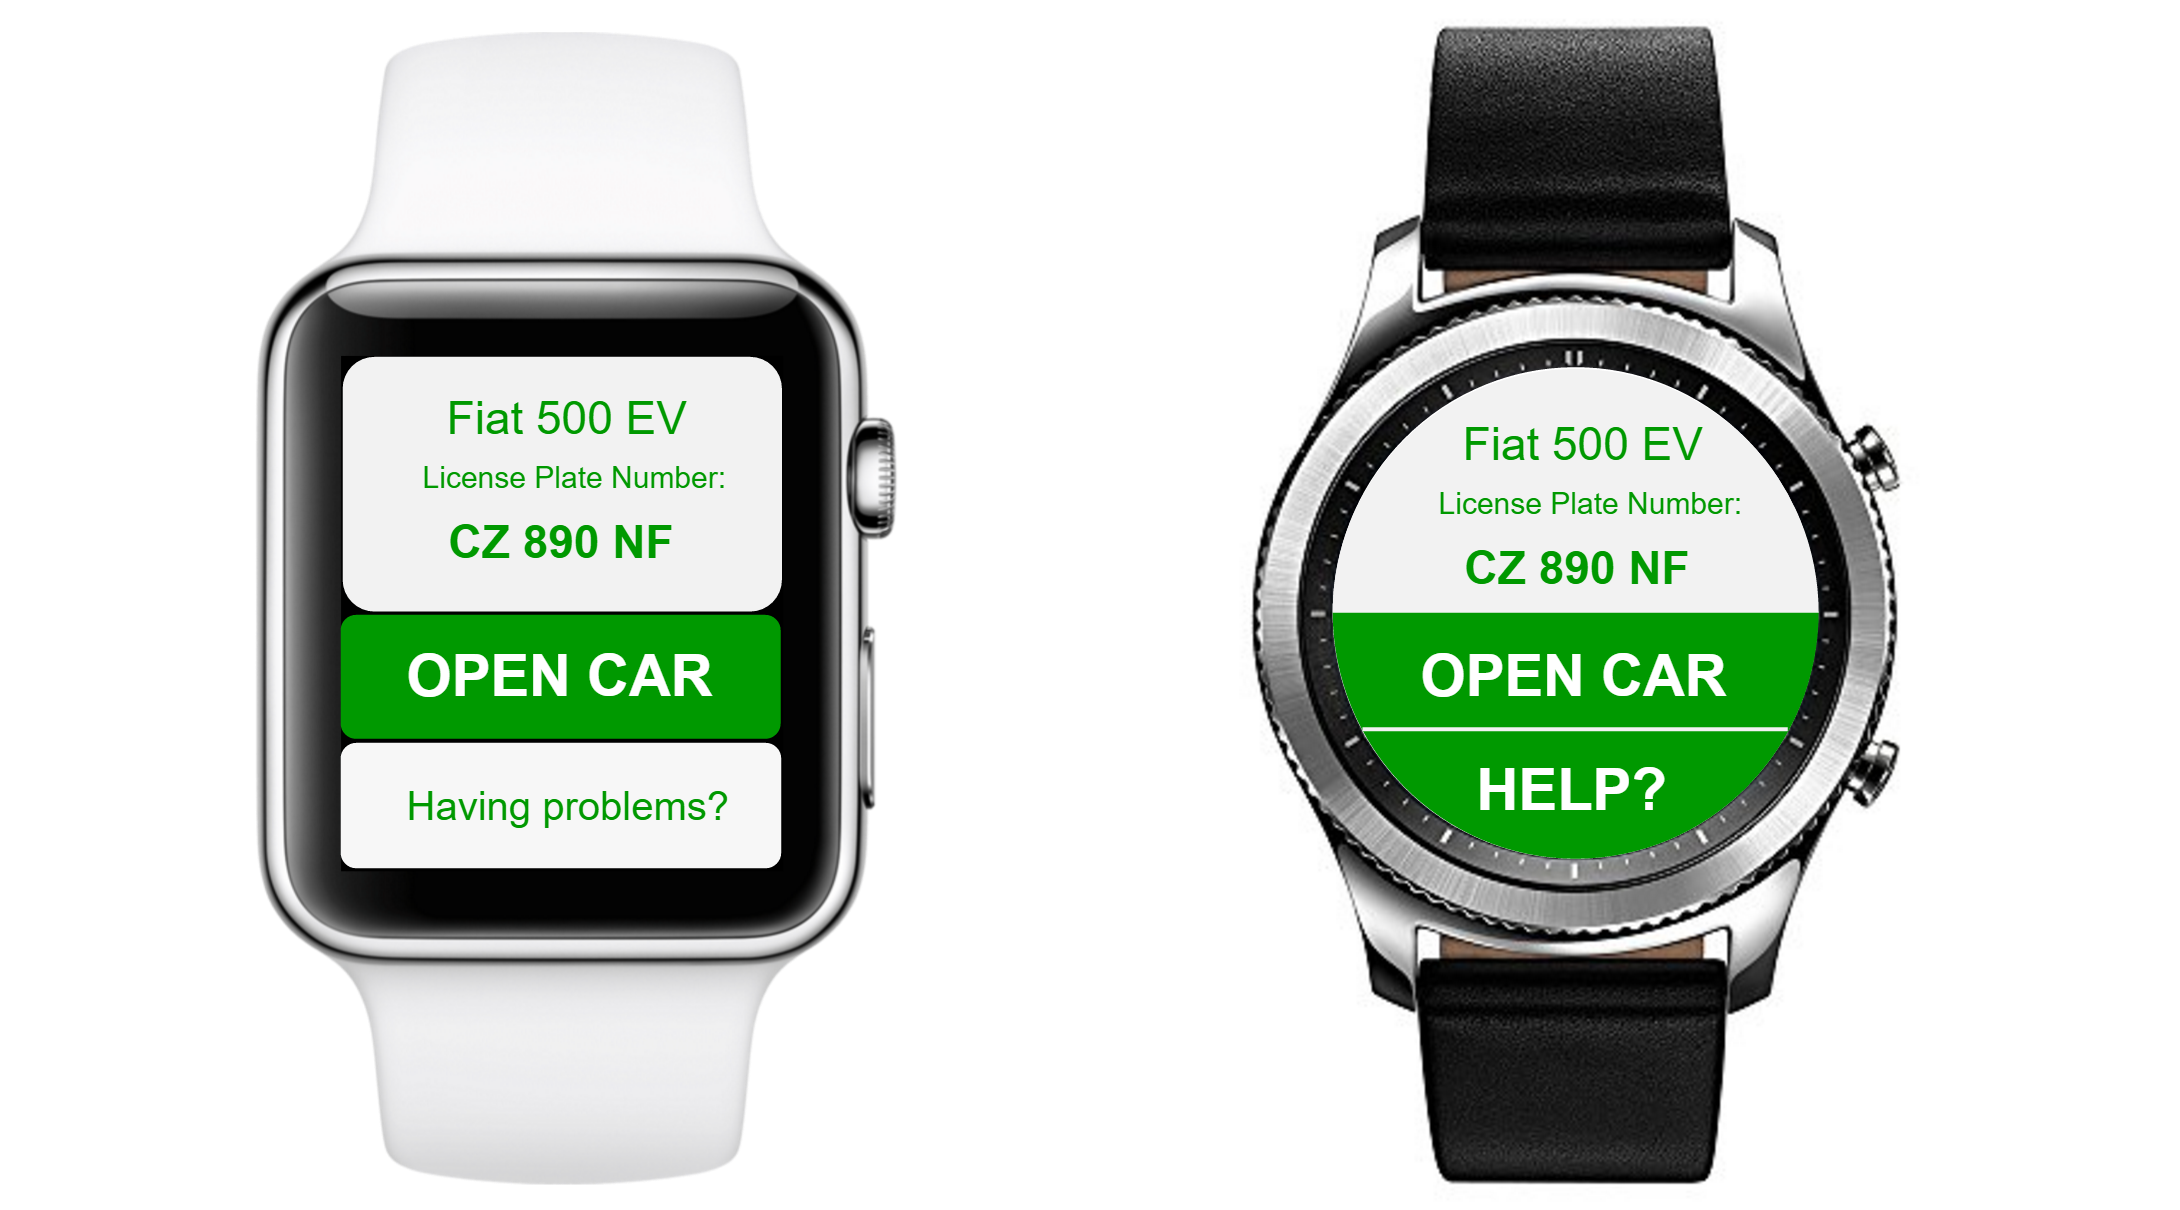 Fiat 500 EV
License Plate Number:
CZ 890 NF
OPEN CAR
Having problems?
Fiat 500 EV
License Plate Number:
CZ 890 NF
OPEN CAR
HELP?